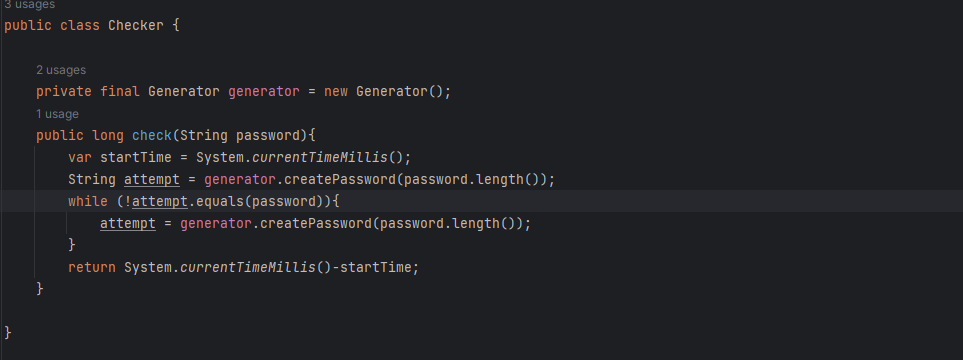 3 usages
public class Checker {
2 usages
private final Generator generator = new Generator();
1 usage
public long check(String password){
var startTime = System.currentTimeMillis();
String attempt = generator.createPassword(password.length());
while (!attempt.equals(password)){
attempt = generator.createPassword(password.length());
}
return System.currentTimeMillis()-startTime;
}
}